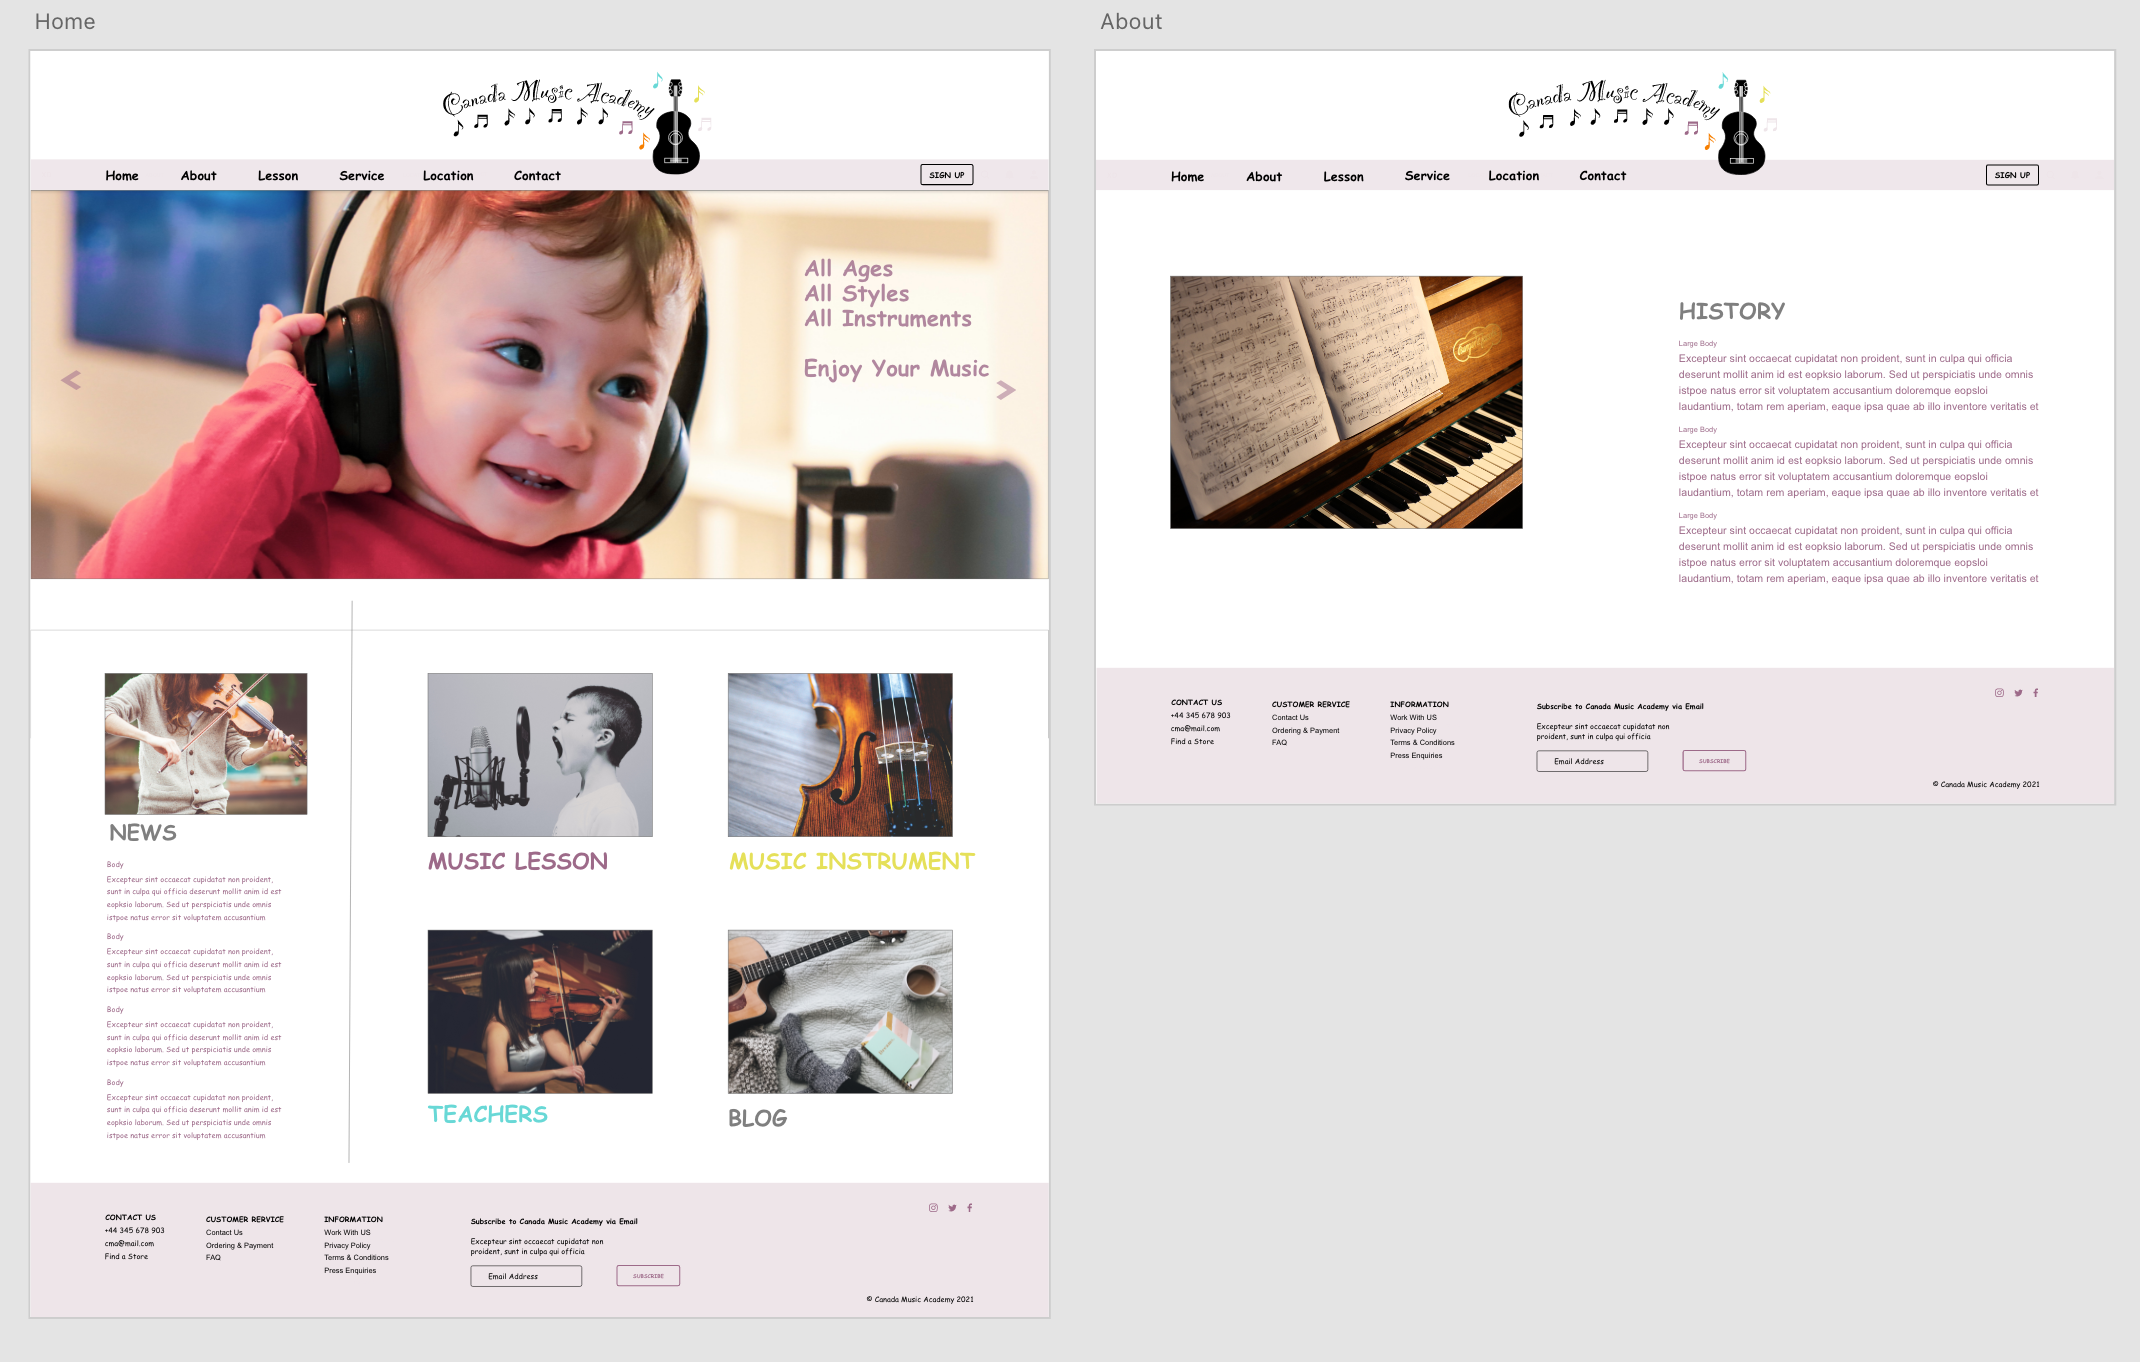 Home
Canada Music Academy
Home About Lesson Service Location Contact SIGN UP
All Ages
All Styles
All Instruments
Enjoy Your Music
NEWS
Body
Excepteur sint occaecat cupidatat non proident,
sunt in culpa qui officia deserunt mollit anim id est
eopksio laborum. Sed ut perspiciatis unde omnis
istpoe natus error sit voluptatem accusantium
Body
Excepteur sint occaecat cupidatat non proident,
sunt in culpa qui officia deserunt mollit anim id est
eopksio laborum. Sed ut perspiciatis unde omnis
istpoe natus error sit voluptatem accusantium
Body
Excepteur sint occaecat cupidatat non proident,
sunt in culpa qui officia deserunt mollit anim id est
eopksio laborum. Sed ut perspiciatis unde omnis
istpoe natus error sit voluptatem accusantium
Body
Excepteur sint occaecat cupidatat non proident,
sunt in culpa qui officia deserunt mollit anim id est
eopksio laborum. Sed ut perspiciatis unde omnis
istpoe natus error sit voluptatem accusantium
MUSIC LESSON
MUSIC INSTRUMENT
TEACHERS
BLOG
CONTACT US
+44 345 678 903
cma@mail.com
Find a Store
CUSTOMER RERVICE
Contact Us
Ordering & Payment
FAQ
INFORMATION
Work With US
Privacy Policy
Terms & Conditions
Press Enquiries
Subscribe to Canada Music Academy via Email
Excepteur sint occaecat cupidatat non
proident, sunt in culpa qui officia
Email Address
SUBSCRIBE
© Canada Music Academy 2021
About
Canada Music Academy
Home About Lesson Service Location Contact SIGN UP
HISTORY
Large Body
Excepteur sint occaecat cupidatat non proident, sunt in culpa qui officia
deserunt mollit anim id est eopksio laborum. Sed ut perspiciatis unde omnis
istpoe natus error sit voluptatem accusantium doloremque eopsloi
laudantium, totam rem aperiam, eaque ipsa quae ab illo inventore veritatis et
Large Body
Excepteur sint occaecat cupidatat non proident, sunt in culpa qui officia
deserunt mollit anim id est eopksio laborum. Sed ut perspiciatis unde omnis
istpoe natus error sit voluptatem accusantium doloremque eopsloi
laudantium, totam rem aperiam, eaque ipsa quae ab illo inventore veritatis et
Large Body
Excepteur sint occaecat cupidatat non proident, sunt in culpa qui officia
deserunt mollit anim id est eopksio laborum. Sed ut perspiciatis unde omnis
istpoe natus error sit voluptatem accusantium doloremque eopsloi
laudantium, totam rem aperiam, eaque ipsa quae ab illo inventore veritatis et
CONTACT US
+44 345 678 903
cma@mail.com
Find a Store
CUSTOMER RERVICE
Contact Us
Ordering & Payment
FAQ
INFORMATION
Work With US
Privacy Policy
Terms & Conditions
Press Enquiries
Subscribe to Canada Music Academy via Email
Excepteur sint occaecat cupidatat non
proident, sunt in culpa qui officia
Email Address
SUBSCRIBE
© Canada Music Academy 2021